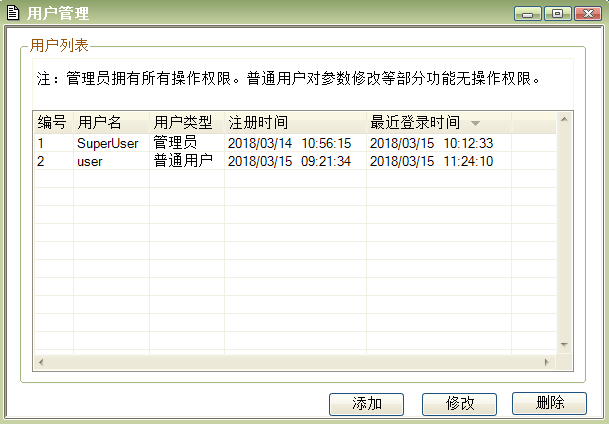 用户管理
用户列表
注：管理员拥有所有操作权限。普通用户对参数修改等部分功能无操作权限。
编号 用户名 用户类型 注册时间 最近登录时间
1 SuperUser 管理员 2018/03/14 10:56:15 2018/03/15 10:12:33
2 user 普通用户 2018/03/15 09:21:34 2018/03/15 11:24:10
添加 修改 删除